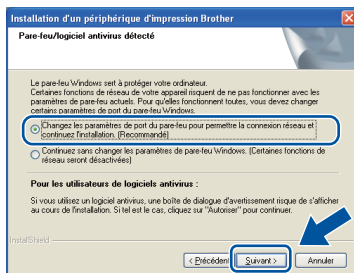 Installation d'un périphérique d'impression Brother
Pare-feu/logiciel antivirus détecté
Le pare-feu Windows sert à protéger votre ordinateur.
Certaines fonctions de réseau de votre appareil risquent de ne pas fonctionner avec les
paramètres de pare-feu actuels. Pour qu'elles fonctionnent toutes, vous devez changer
certains paramètres de port du pare-feu Windows.
Changez les paramètres de port du pare-feu pour permettre la connexion réseau et
continuez l'installation. (Recommandé)
Continuez sans changer les paramètres de pare-feu Windows. (Certaines fonctions de
réseau seront désactivées)
Pour les utilisateurs de logiciels antivirus :
Si vous utilisez un logiciel antivirus, une boîte de dialogue d'avertissement risque de s'afficher
au cours de l'installation. Si tel est le cas, cliquez sur "Autoriser" pour continuer.
InstallShield
< Précédent
Suivant >
Annuler